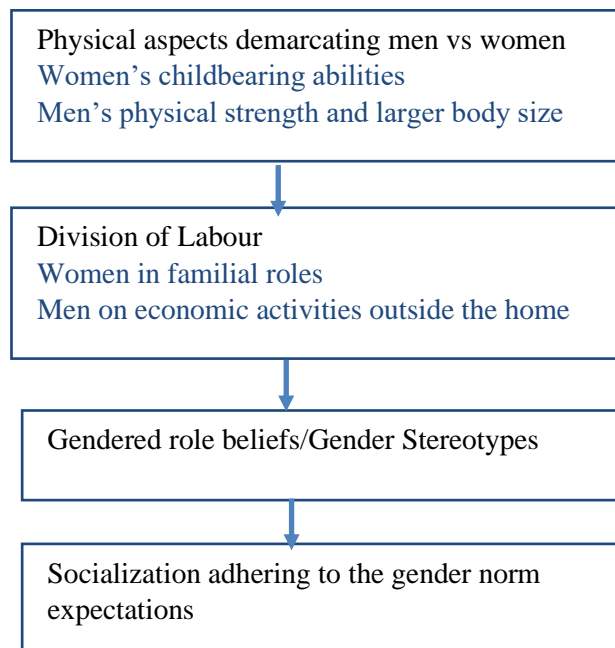 Physical aspects demarcating men vs women
Women’s childbearing abilities
Men’s physical strength and larger body size
Division of Labour
Women in familial roles
Men on economic activities outside the home
Gendered role beliefs/Gender Stereotypes
Socialization adhering to the gender norm
expectations